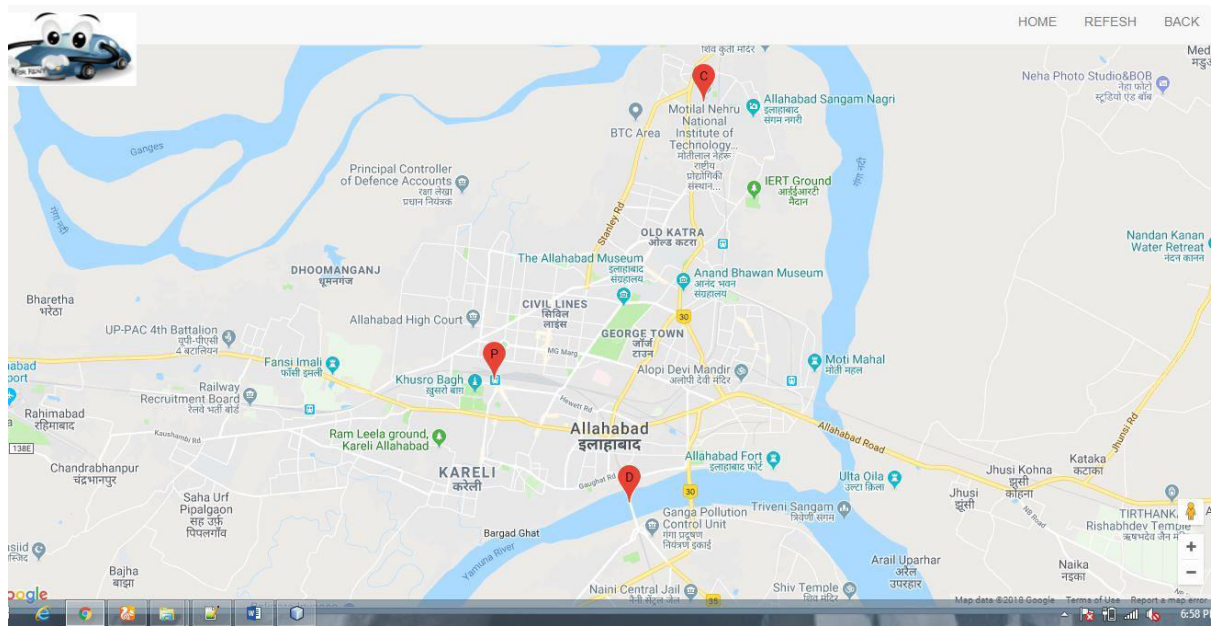 HOME REFESH BACK
FOR RENT
शिव कुटी मंदिर
C
Neha Photo Studio&BOB
नेहा फोटो
स्टूडियो एंड बॉब
Motilal Nehru
National
Institute of
Technology...
मोतीलाल नेहरू
राष्ट्रीय
प्रौद्योगिकी
संस्थान...
Allahabad Sangam Nagri
इलाहाबाद
संगम नगरी
BTC Area
Ganges
गंगा नदी
गंगा नदी
Principal Controller
of Defence Accounts
रक्षा लेखा
प्रधान नियंत्रक
IERT Ground
आईईआरटी
मैदान
Stanley Rd
OLD KATRA
ओल्ड कटरा
Nandan Kanan
Water Retreat
नंदन कानन
The Allahabad Museum
इलाहाबाद
संग्रहालय
Anand Bhawan Museum
आनंद भवन
संग्रहालय
DHOOMANGANJ
धूमनगंज
Bharetha
भरेठा
CIVIL LINES
सिविल
लाइंस
Allahabad High Court
30
UP-PAC 4th Battalion
यूपी-पीएसी
4 बटालियन
GEORGE TOWN
जॉर्ज
टाउन
MG Marg
P
Fansi Imali
फाँसी इमली
Moti Mahal
मोती महल
Alopi Devi Mandir
अलोपी देवी मंदिर
Khusro Bagh
खुसरो बाग़
Railway
Recruitment Board
रेलवे भर्ती बोर्ड
Hewett Rd
Rahimabad
रहिमाबाद
138E
Kaushambi Rd
Ram Leela ground,
Kareli Allahabad
Allahabad
इलाहाबाद
Allahabad Road
Jhunsi Rd
Chandrabhanpur
चंद्रभानपुर
KARELI
करेली
Gaughat Rd
D
Allahabad Fort
इलाहाबाद फोर्ट
Ulta Qila
उल्टा किला
Jhusi Kohna
झुसी
कोहना
Kataka
कटाका
Jhusi
झूंसी
30
Saha Urf
Pipalgaon
सह उर्फ़
पिपलगाँव
Ganga Pollution
Control Unit
गंगा प्रदूषण
नियंत्रण इकाई
Triveni Sangam
त्रिवेणी संगम
NB Road
Rishabhdev Temple
Bargad Ghat
Yamuna River
Bajha
बाझा
Arail Uparhar
अरैल
उपरहार
Naika
नइका
Naini Central Jail
नैनी सेंट्रल जेल
35
Shiv Temple
शिव मंदिर
+
−
Map data ©2018 Google Terms of Use Report a map error
6:58 P